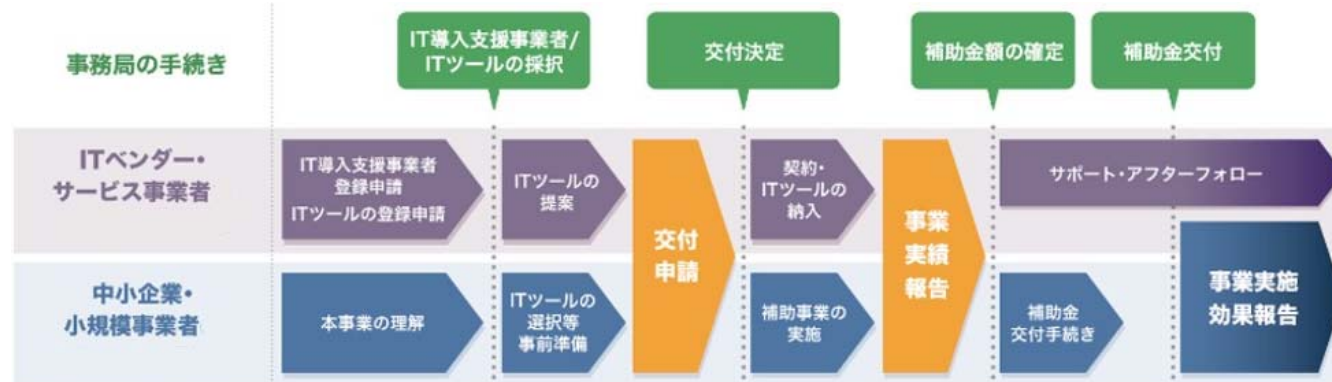 事務局の手続き
IT導入支援事業者/
ITツールの採択
交付決定
補助金額の確定
補助金交付
ITベンダー・
サービス事業者
IT導入支援事業者
登録申請
ITツールの登録申請
ITツールの
提案
交付
申請
契約・
ITツールの
納入
事業
実績
報告
サポート・アフターフォロー
中小企業・
小規模事業者
本事業の理解
ITツールの
選択等
事前準備
補助事業の
実施
補助金
交付手続き
事業実施
効果報告